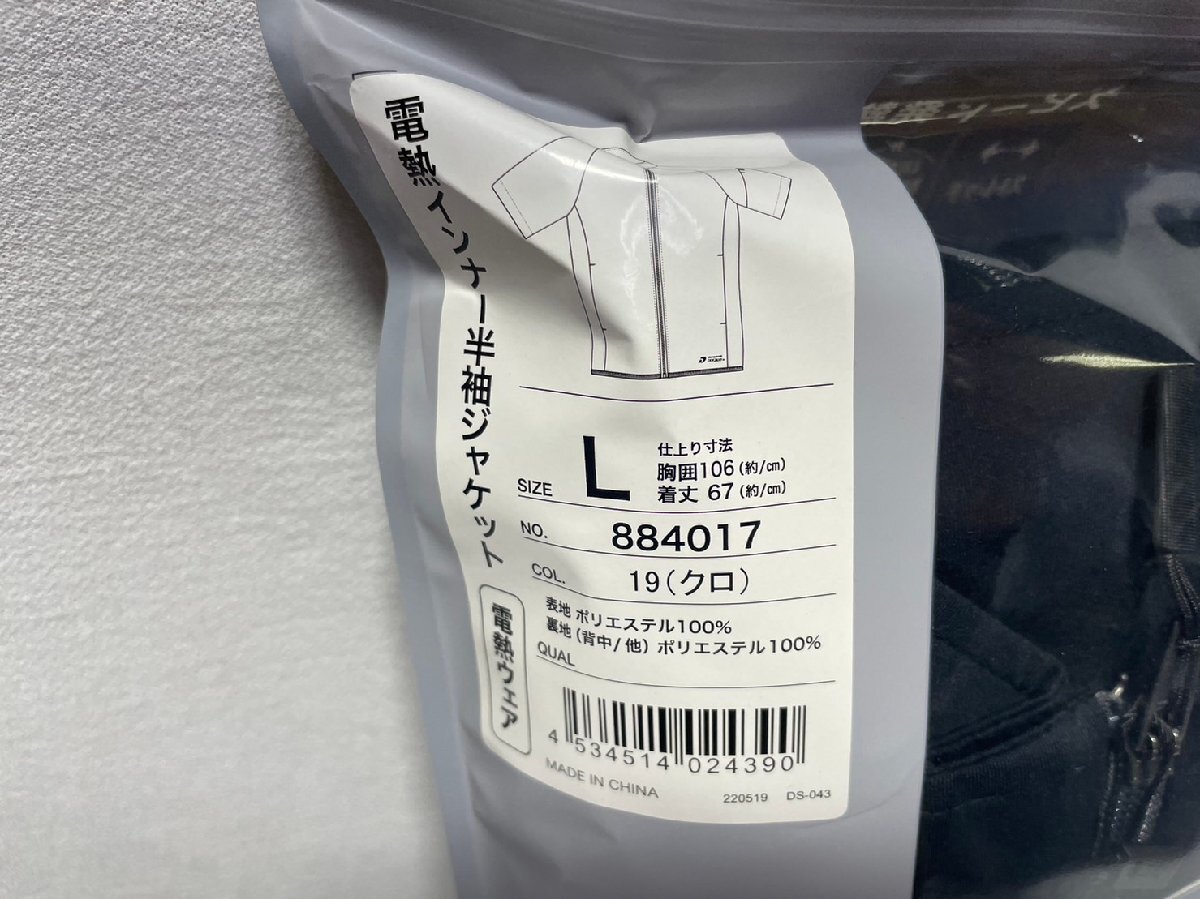 電熱インナー半袖ジャケット
電熱ウェア
SIZE L
仕上り寸法
胸囲106(約/㎝)
着丈 67(約/㎝)
NO. 884017
COL. 19(クロ)
表地 ポリエステル100%
裏地(背中/他) ポリエステル100%
QUAL
4 534514 024390
MADE IN CHINA
220519 DS-043